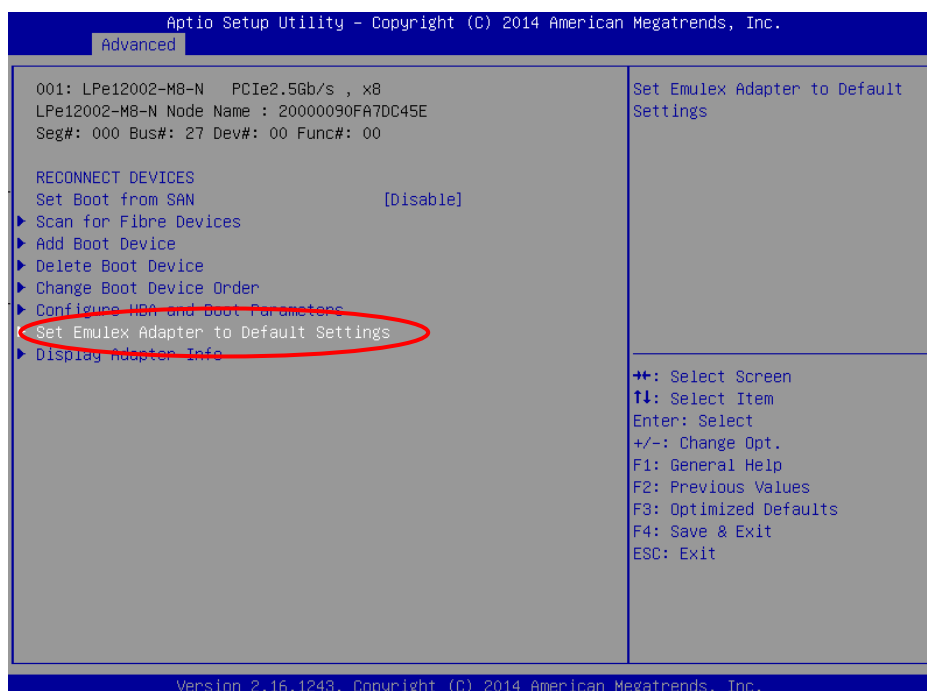 Aptio Setup Utility – Copyright (C) 2014 American Megatrends, Inc.
Advanced
001: LPe12002-M8-N PCIe2.5Gb/s , x8
LPe12002-M8-N Node Name : 20000090FA7DC45E
Seg#: 000 Bus#: 27 Dev#: 00 Func#: 00
RECONNECT DEVICES
Set Boot from SAN [Disable]
Scan for Fibre Devices
Add Boot Device
Delete Boot Device
Change Boot Device Order
Configure HBA and Boot Parameters
Set Emulex Adapter to Default Settings
Display Adapter Info
Set Emulex Adapter to Default
Settings
→←: Select Screen
↑↓: Select Item
Enter: Select
+/-: Change Opt.
F1: General Help
F2: Previous Values
F3: Optimized Defaults
F4: Save & Exit
ESC: Exit
Version 2.16.1243. Copyright (C) 2014 American Megatrends, Inc.